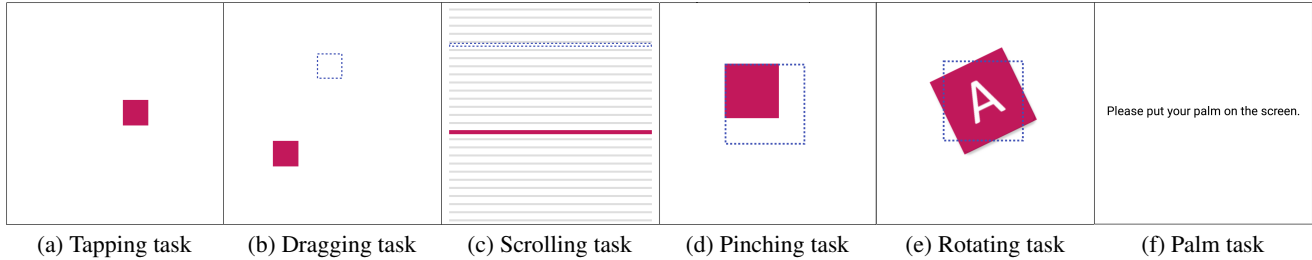 A
Please put your palm on the screen.
(a) Tapping task
(b) Dragging task
(c) Scrolling task
(d) Pinching task
(e) Rotating task
(f) Palm task